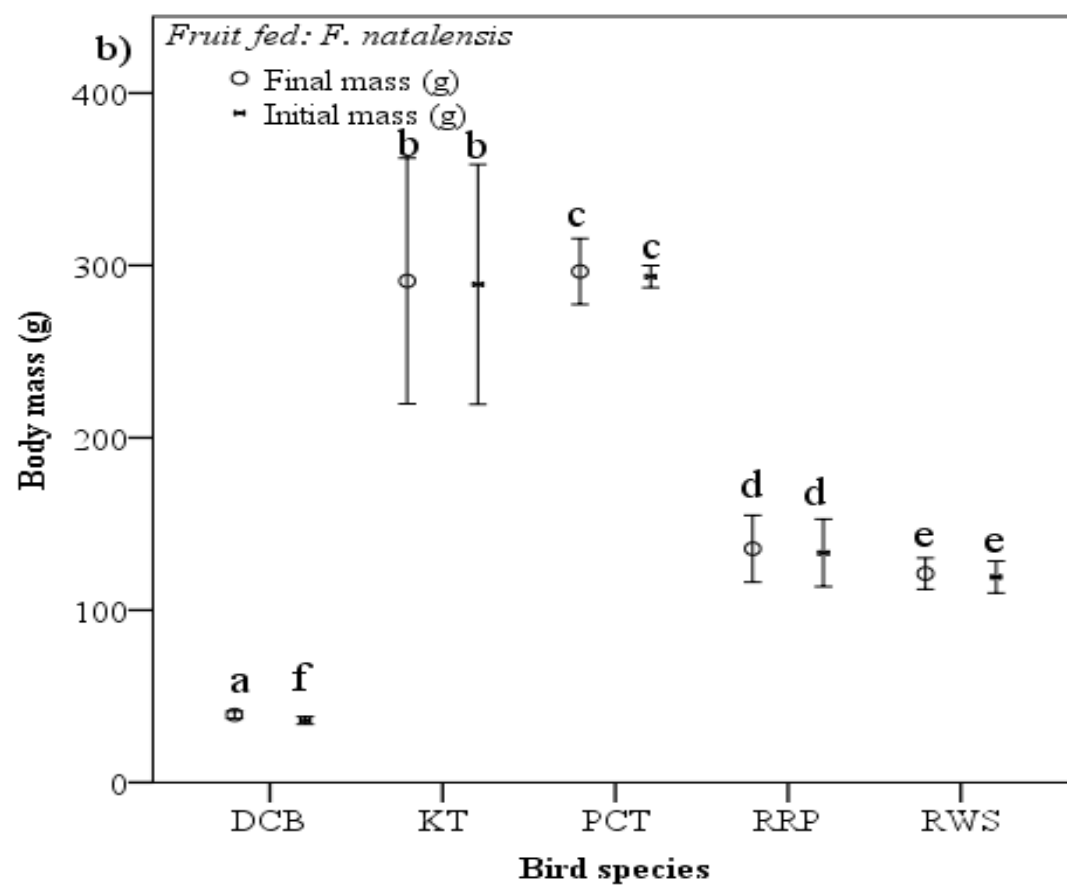 b) Fruit fed: F. natalensis
Final mass (g)
Initial mass (g)
400
300
200
100
0
Body mass (g)
b b
c c
d d
e e
a f
DCB KT PCT RRP RWS
Bird species